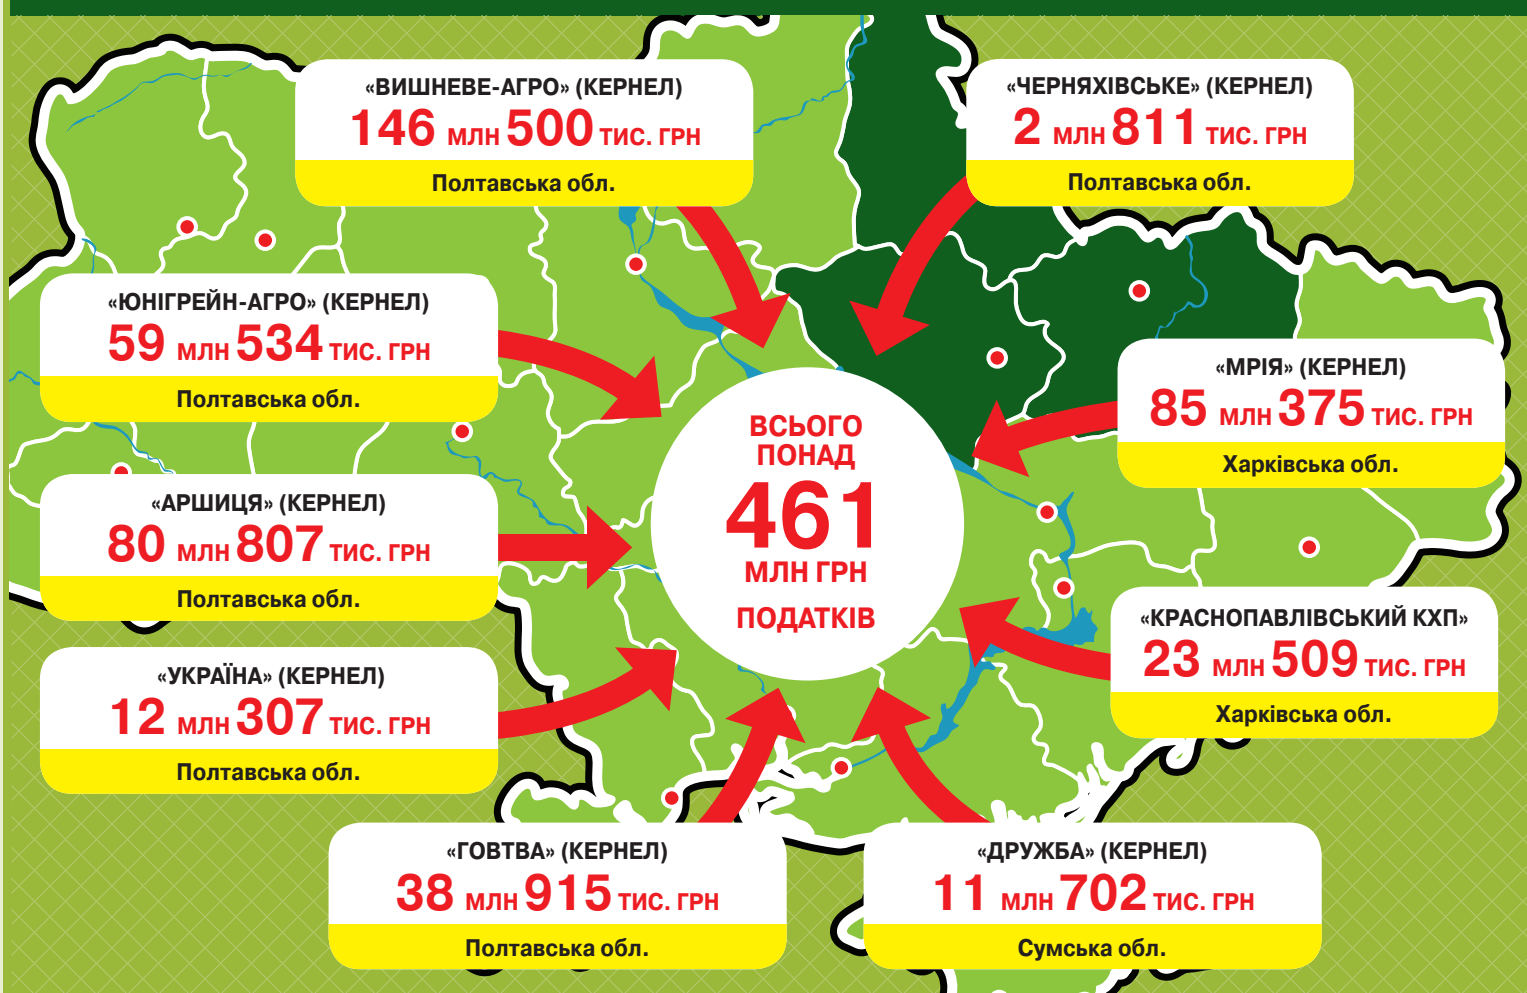 «ВИШНЕВЕ-АГРО» (КЕРНЕЛ)
146 МЛН 500 ТИС. ГРН
Полтавська обл.
«ЧЕРНЯХІВСЬКЕ» (КЕРНЕЛ)
2 МЛН 811 ТИС. ГРН
Полтавська обл.
«ЮНІГРЕЙН-АГРО» (КЕРНЕЛ)
59 МЛН 534 ТИС. ГРН
Полтавська обл.
«МРІЯ» (КЕРНЕЛ)
85 МЛН 375 ТИС. ГРН
Харківська обл.
ВСЬОГО
ПОНАД
461
МЛН ГРН
ПОДАТКІВ
«АРШИЦЯ» (КЕРНЕЛ)
80 МЛН 807 ТИС. ГРН
Полтавська обл.
«КРАСНОПАВЛІВСЬКИЙ КХП»
23 МЛН 509 ТИС. ГРН
Харківська обл.
«УКРАЇНА» (КЕРНЕЛ)
12 МЛН 307 ТИС. ГРН
Полтавська обл.
«ГОВТВА» (КЕРНЕЛ)
38 МЛН 915 ТИС. ГРН
Полтавська обл.
«ДРУЖБА» (КЕРНЕЛ)
11 МЛН 702 ТИС. ГРН
Сумська обл.